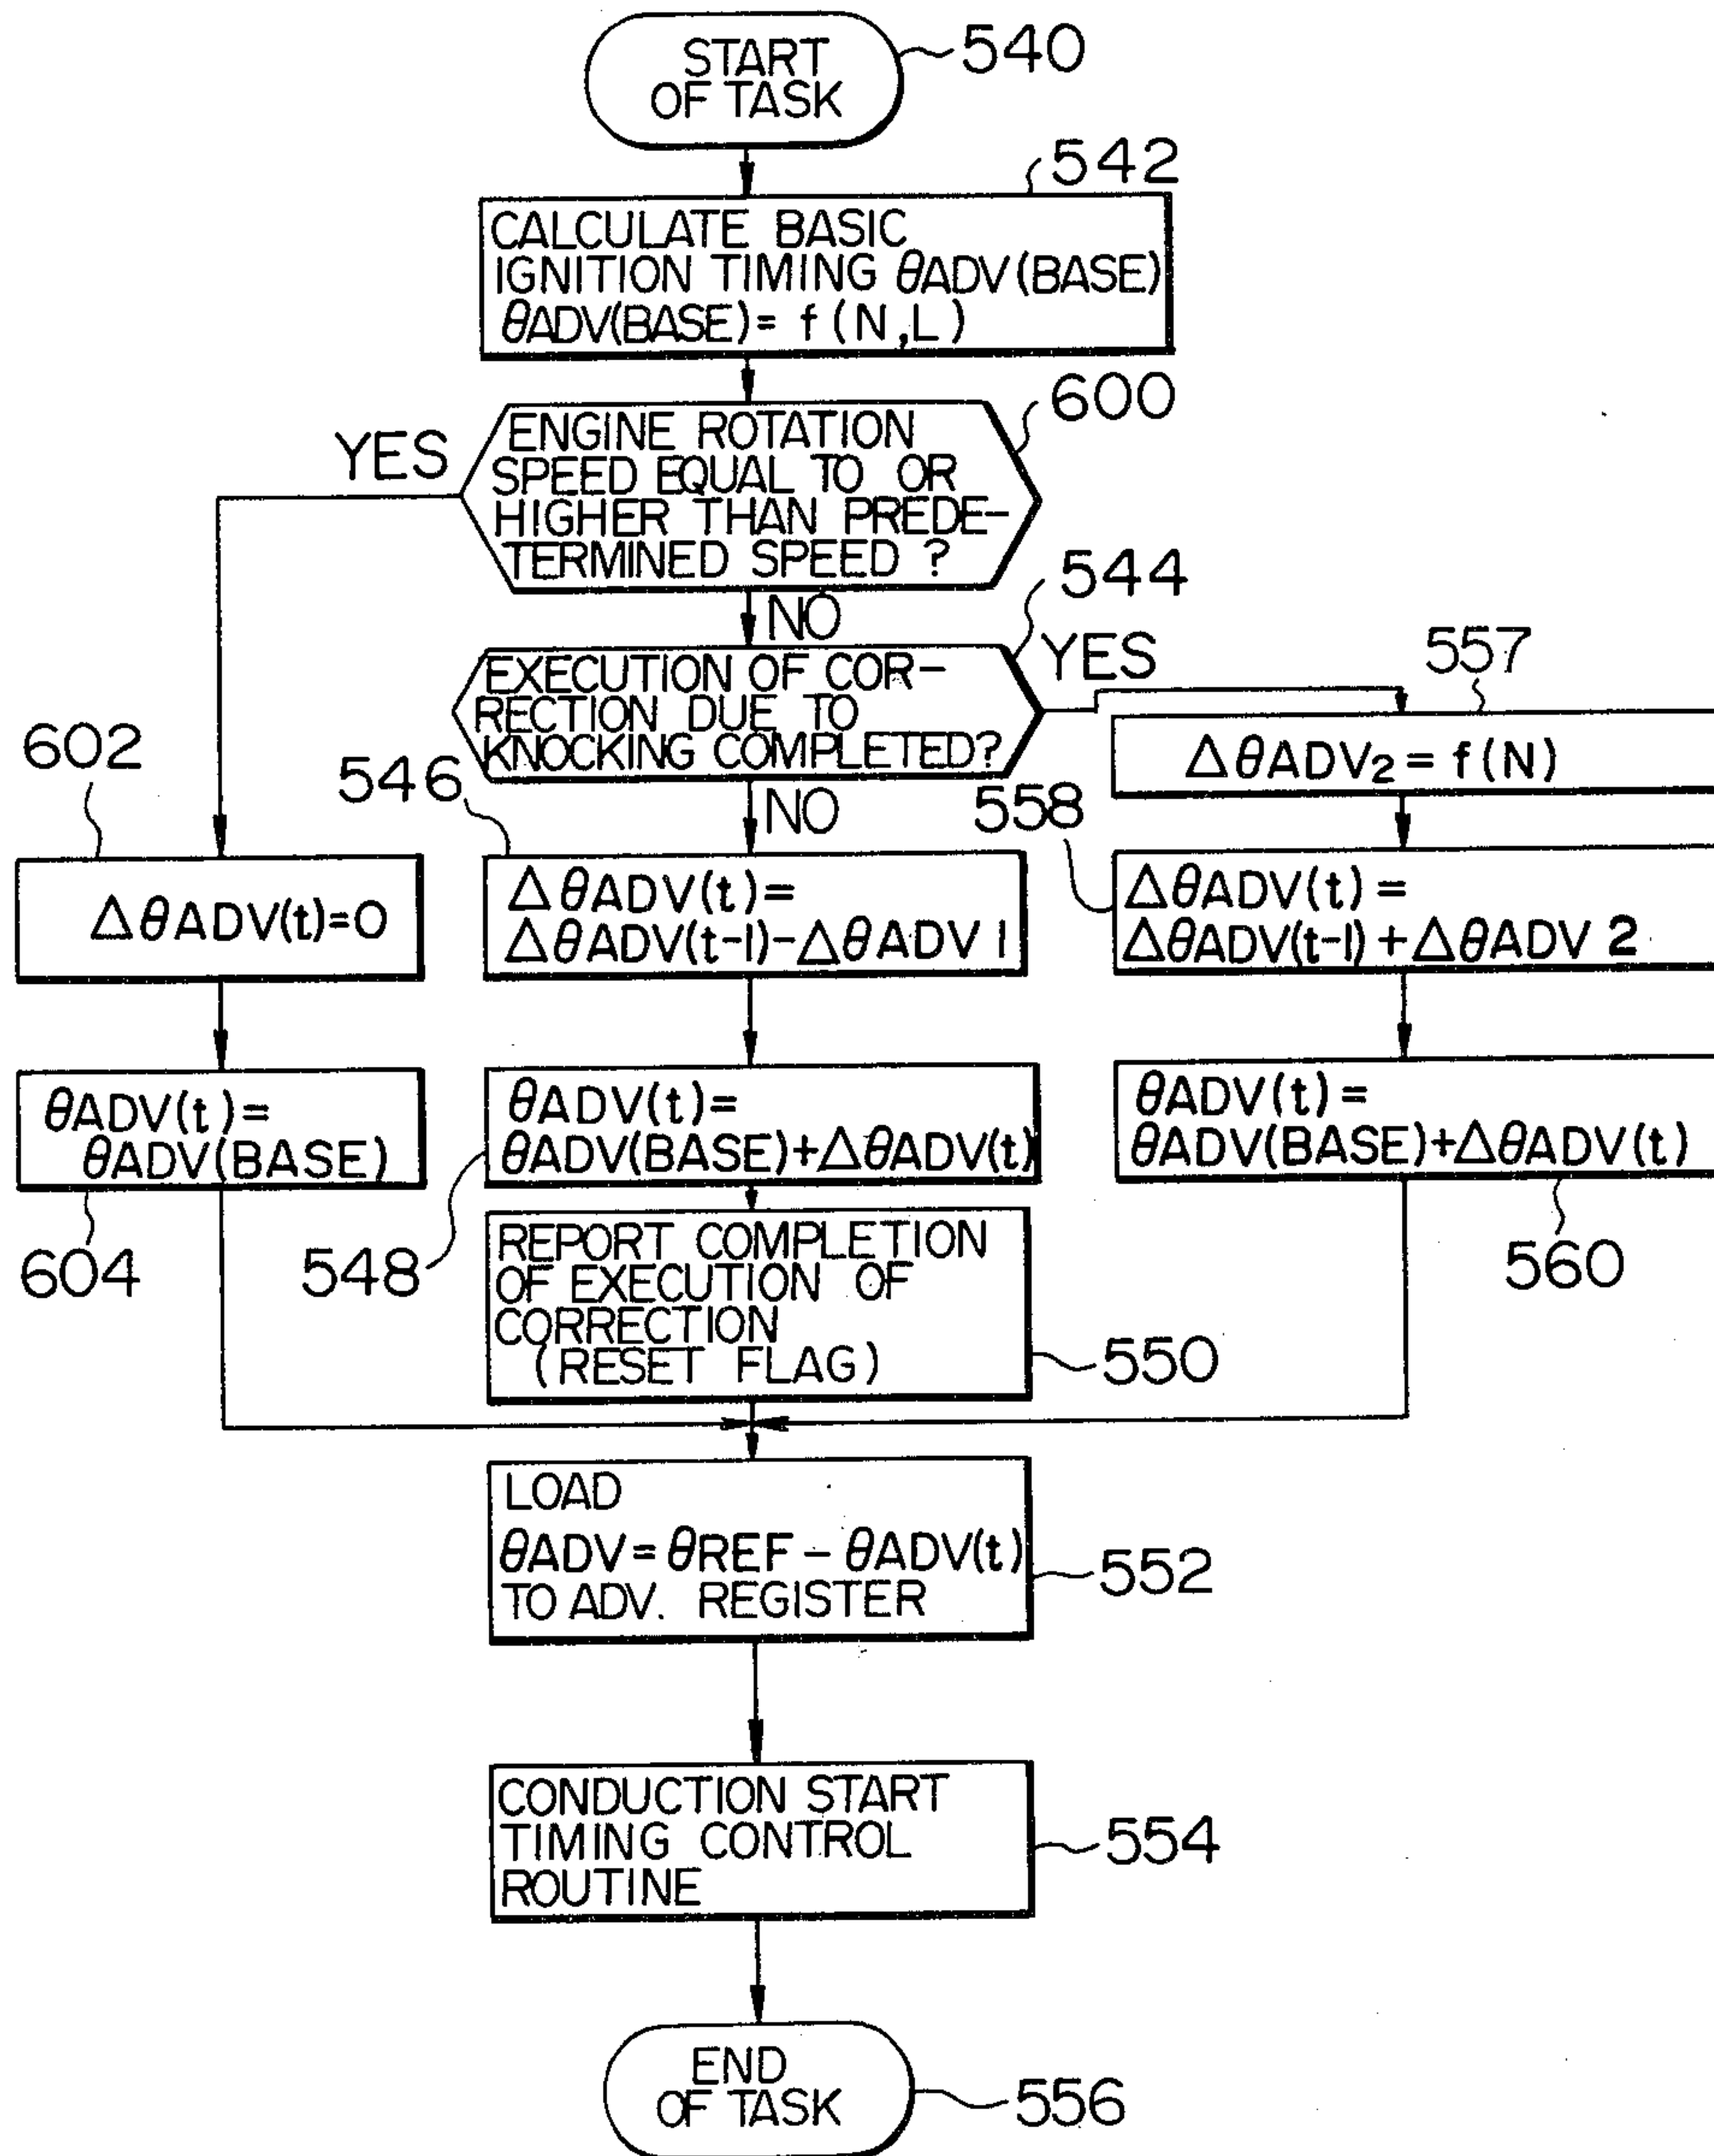 START
OF TASK
540
542
CALCULATE BASIC
IGNITION TIMING θADV(BASE)
θADV(BASE)= f(N,L)
600
YES
ENGINE ROTATION
SPEED EQUAL TO OR
HIGHER THAN PREDE-
TERMINED SPEED ?
NO
544
YES
EXECUTION OF COR-
RECTION DUE TO
KNOCKING COMPLETED?
NO
557
ΔθADV2 = f(N)
602
ΔθADV(t)=0
546
ΔθADV(t)=
ΔθADV(t-1)-ΔθADV 1
558
ΔθADV(t)=
ΔθADV(t-1)+ΔθADV 2
θADV(t)=
θADV(BASE)
604
θADV(t)=
θADV(BASE)+ΔθADV(t)
548
θADV(t)=
θADV(BASE)+ΔθADV(t)
560
REPORT COMPLETION
OF EXECUTION OF
CORRECTION
(RESET FLAG)
550
LOAD
θADV=θREF-θADV(t)
TO ADV. REGISTER
552
CONDUCTION START
TIMING CONTROL
ROUTINE
554
END
OF TASK
556